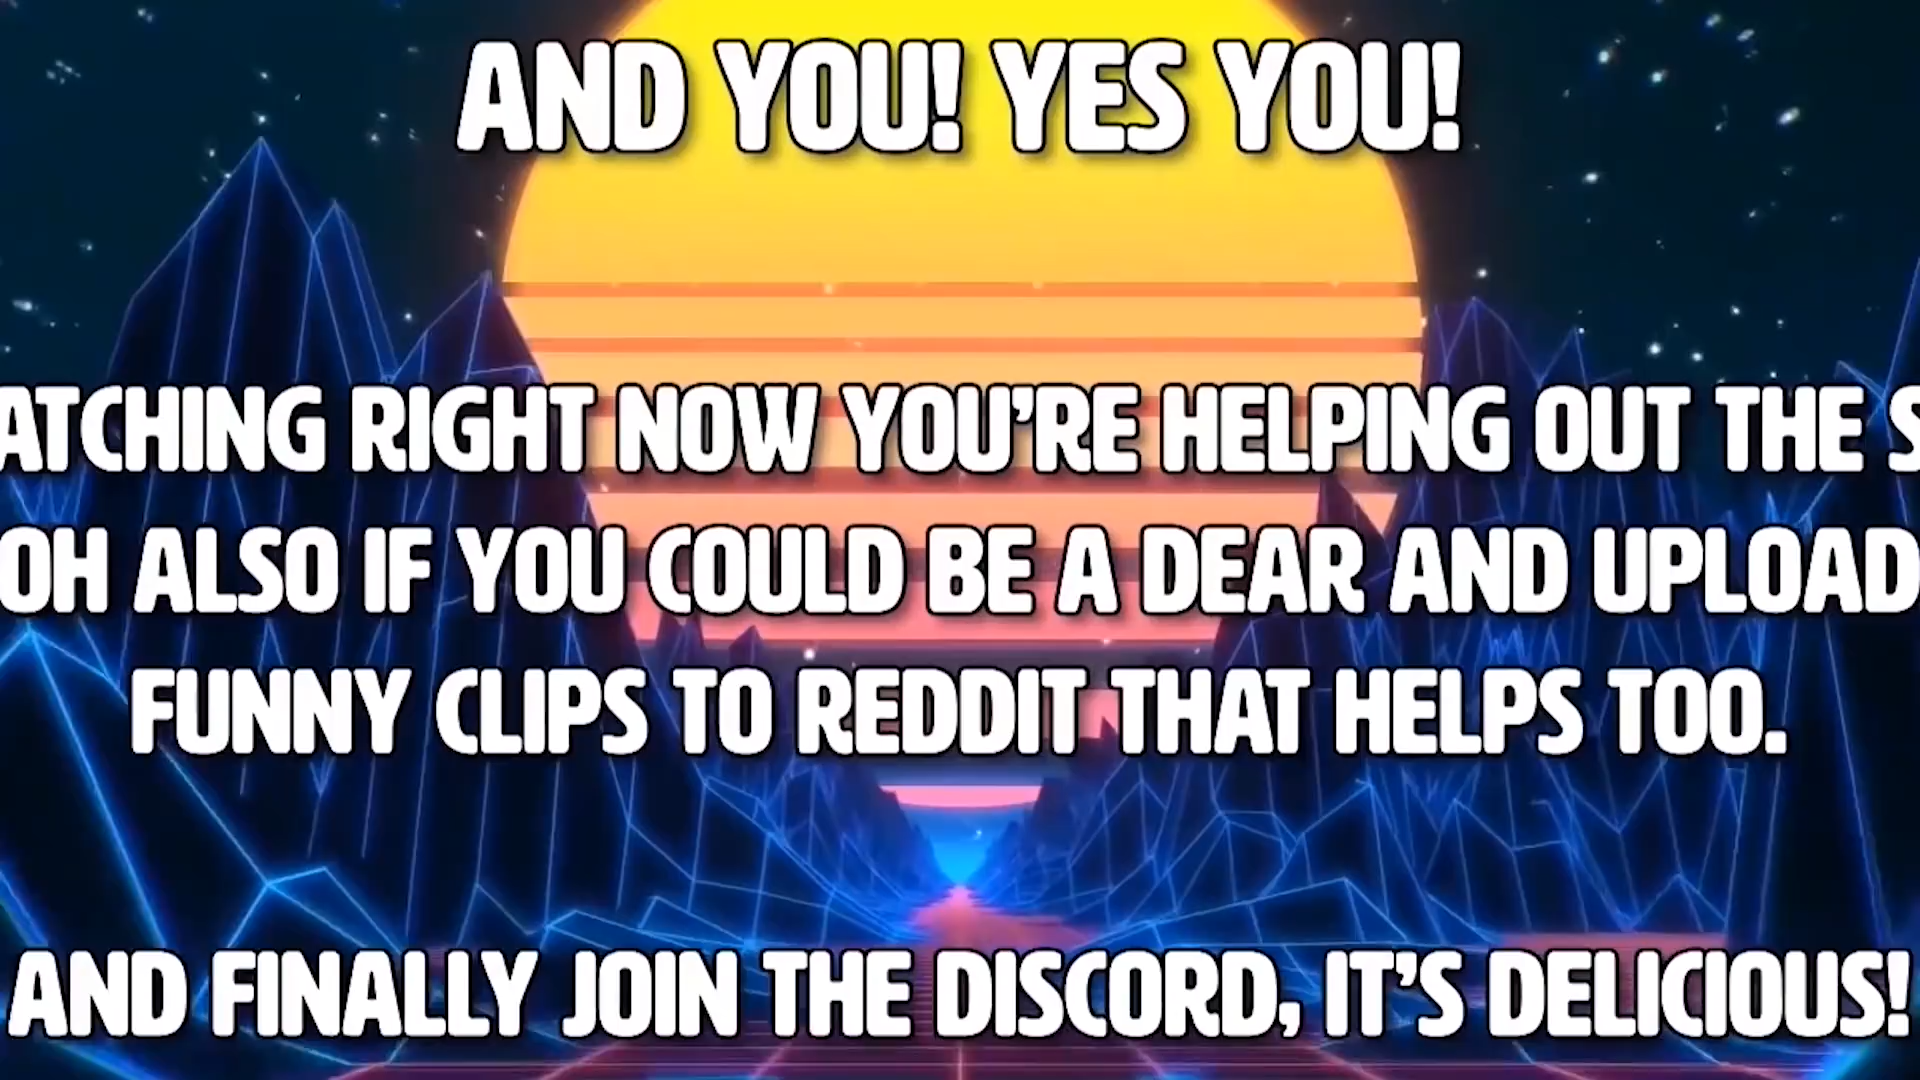 AND YOU! YES YOU!
ATCHING RIGHT NOW YOU'RE HELPING OUT THE S
OH ALSO IF YOU COULD BE A DEAR AND UPLOAD
FUNNY CLIPS TO REDDIT THAT HELPS TOO.
AND FINALLY JOIN THE DISCORD, IT'S DELICIOUS!